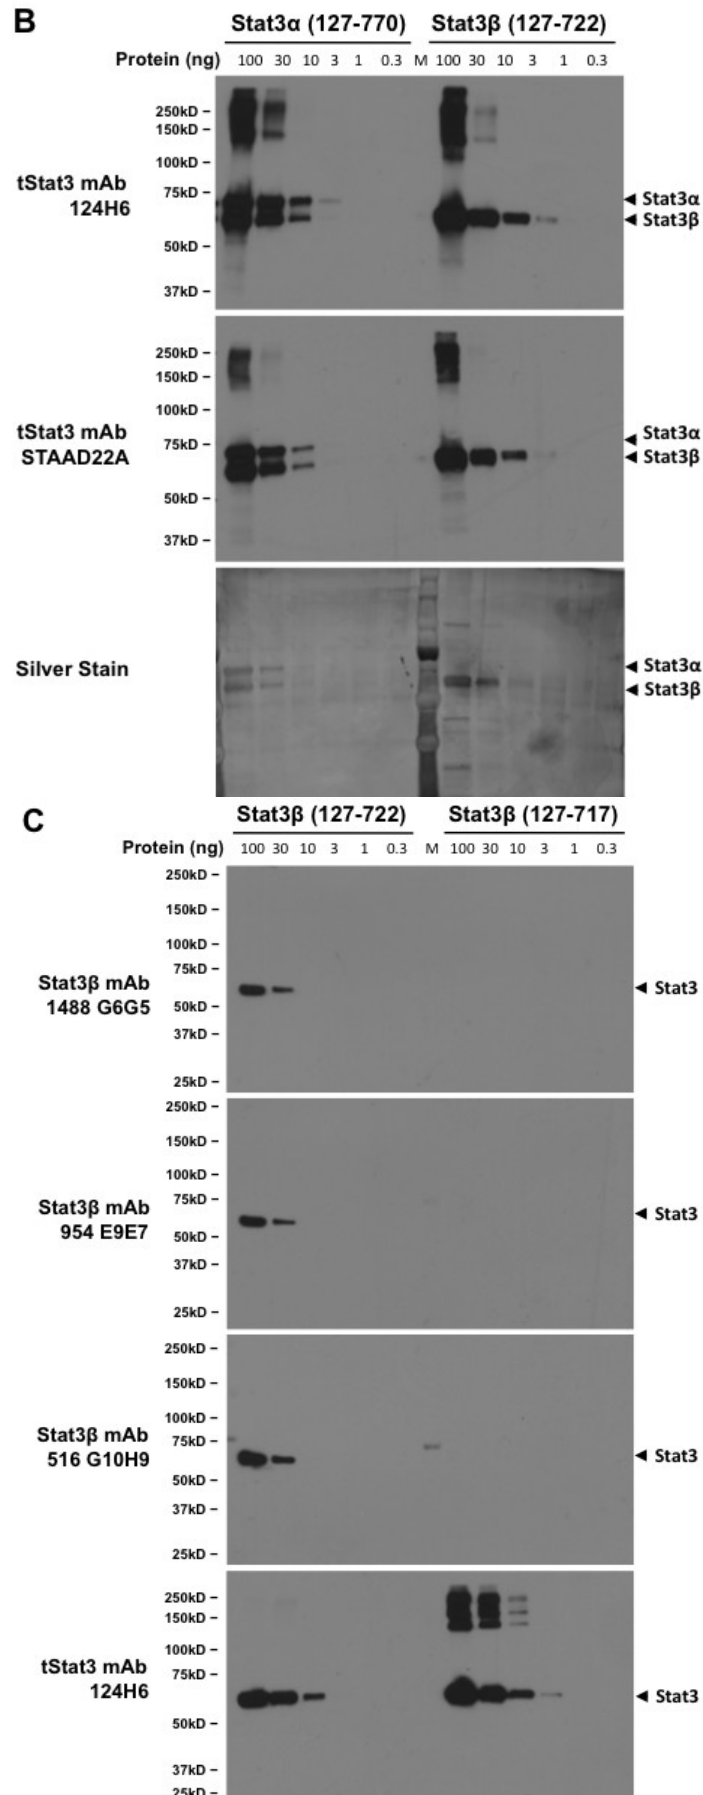 B
Stat3α (127-770) Stat3β (127-722)
Protein (ng) 100 30 10 3 1 0.3 M 100 30 10 3 1 0.3
250kD –
150kD –
100kD –
tStat3 mAb
124H6
75kD –
50kD –
37kD –
◄ Stat3α
◄ Stat3β
250kD –
150kD –
100kD –
tStat3 mAb
STAAD22A
75kD –
50kD –
37kD –
◄ Stat3α
◄ Stat3β
Silver Stain
◄ Stat3α
◄ Stat3β
C
Stat3β (127-722) Stat3β (127-717)
Protein (ng) 100 30 10 3 1 0.3 M 100 30 10 3 1 0.3
250kD –
150kD –
100kD –
75kD –
Stat3β mAb
1488 G6G5
50kD –
37kD –
25kD –
◄ Stat3
250kD –
150kD –
100kD –
75kD –
Stat3β mAb
954 E9E7
50kD –
37kD –
25kD –
◄ Stat3
250kD –
150kD –
100kD –
75kD –
Stat3β mAb
516 G10H9
50kD –
37kD –
25kD –
◄ Stat3
250kD –
150kD –
100kD –
75kD –
tStat3 mAb
124H6
50kD –
37kD –
25kD –
◄ Stat3